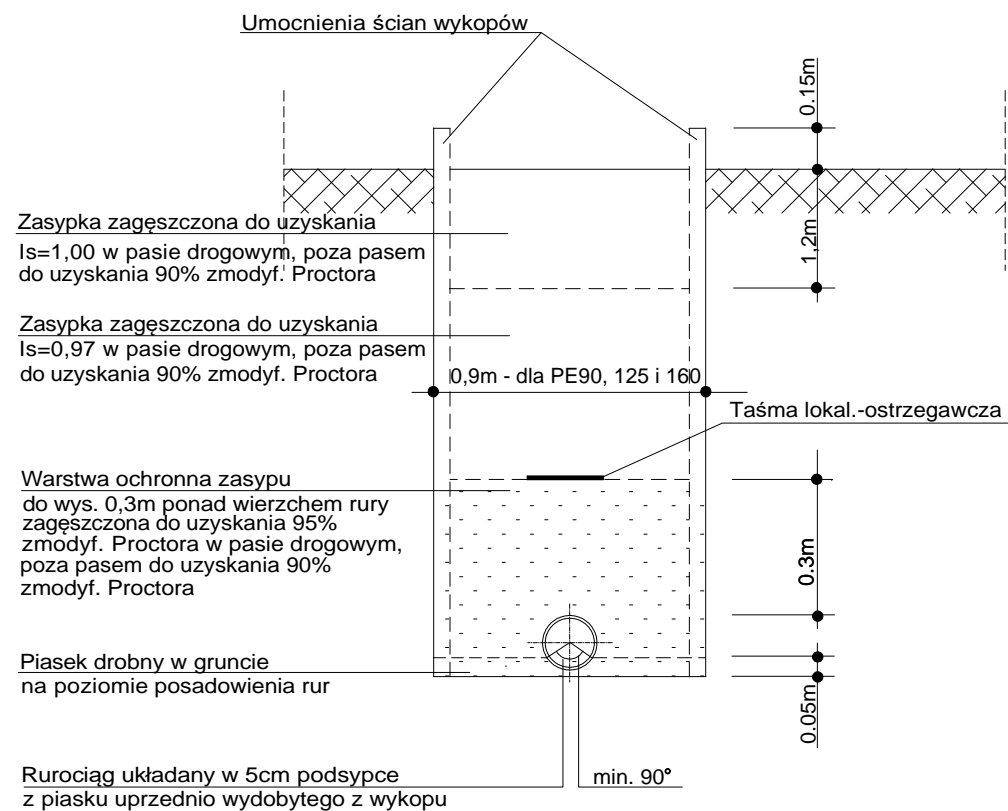 Umocnienia ścian wykopów
0.15m
Zasypka zagęszczona do uzyskania
Is=1,00 w pasie drogowym, poza pasem
do uzyskania 90% zmodyf. Proctora
1,2m
Zasypka zagęszczona do uzyskania
Is=0,97 w pasie drogowym, poza pasem
do uzyskania 90% zmodyf. Proctora
0,9m - dla PE90, 125 i 160
Taśma lokal.-ostrzegawcza
Warstwa ochronna zasypu
do wys. 0,3m ponad wierzchem rury
zagęszczona do uzyskania 95%
zmodyf. Proctora w pasie drogowym,
poza pasem do uzyskania 90%
zmodyf. Proctora
0.3m
Piasek drobny w gruncie
na poziomie posadowienia rur
0.05m
Rurociąg układany w 5cm podsypce
z piasku uprzednio wydobytego z wykopu
min. 90°